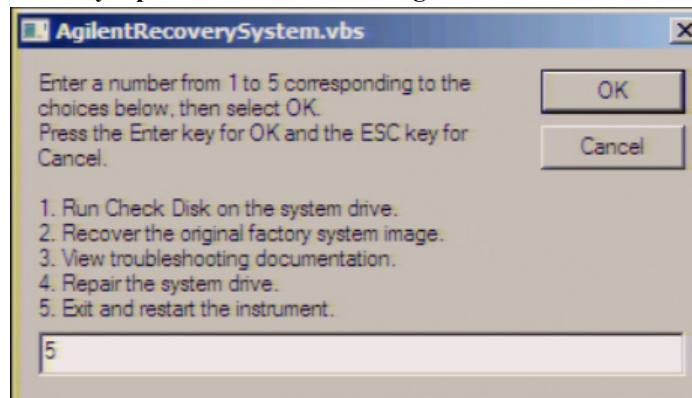 AgilentRecoverySystem.vbs
Enter a number from 1 to 5 corresponding to the
choices below, then select OK.
Press the Enter key for OK and the ESC key for
Cancel.
OK
Cancel
1. Run Check Disk on the system drive.
2. Recover the original factory system image.
3. View troubleshooting documentation.
4. Repair the system drive.
5. Exit and restart the instrument.
5